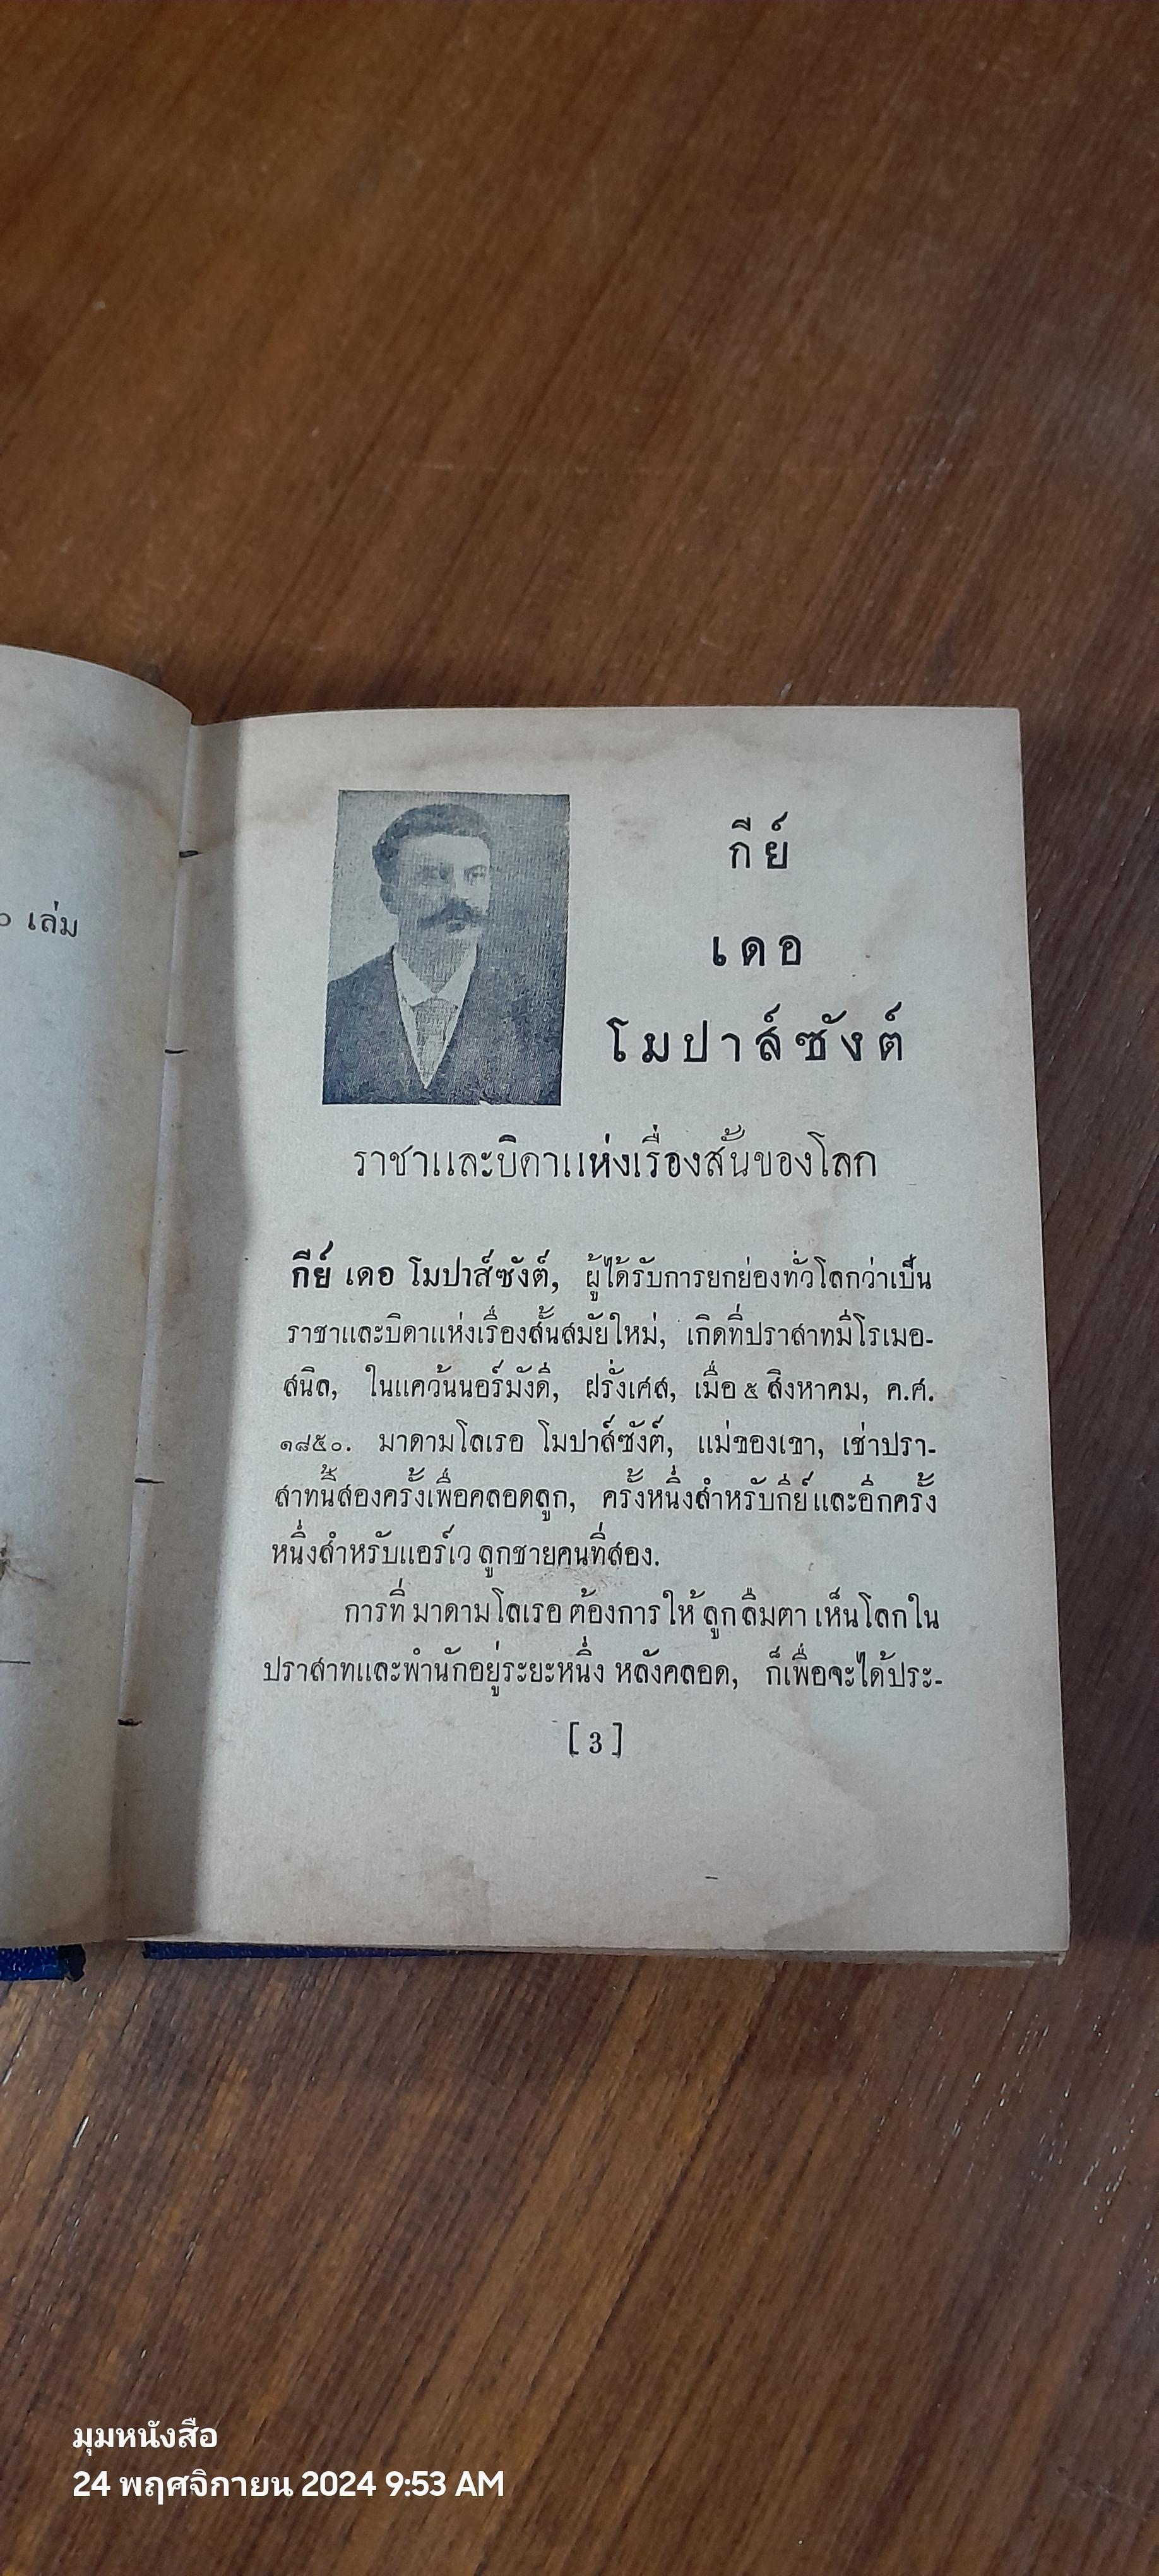 เล่ม
กีย์
เดอ
โมปาส์ซังต์
ราชาและบิดาแห่งเรื่องสั้นของโลก
กีย์ เดอ โมปาส์ซังต์, ผู้ได้รับการยกย่องทั่วโลกว่าเป็น
ราชาและบิดาแห่งเรื่องสั้นสมัยใหม่, เกิดที่ปราสาทมิโรเมอ-
สนิล, ในแคว้นนอร์มังดี, ฝรั่งเศส, เมื่อ ๕ สิงหาคม, ค.ศ.
๑๘๕๐. มาดามโลเรอ โมปาส์ซังต์, แม่ของเขา, เช่าปรา-
สาทนี้สองครั้งเพื่อคลอดลูก, ครั้งหนึ่งสำหรับกีย์และอีกครั้ง
หนึ่งสำหรับแอร์เว ลูกชายคนที่สอง.
การที่ มาดามโลเรอ ต้องการให้ ลูกลืมตา เห็นโลกใน
ปราสาทและพำนักอยู่ระยะหนึ่ง หลังคลอด, ก็เพื่อจะได้ประ-
[ 3 ]
มุมหนังสือ
24 พฤศจิกายน 2024 9:53 AM